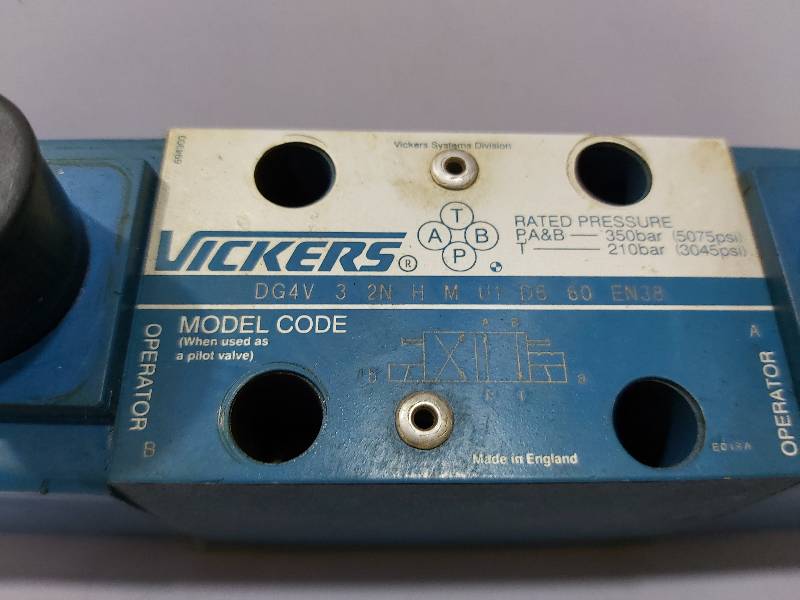 Vickers Systems Division
VICKERS®
T
A B
P
RATED PRESSURE
PA&B — 350bar (5075psi)
T — 210bar (3045psi)
DG4V 3 2N H M U1 D6 60 EN38
MODEL CODE
(When used as
a pilot valve)
OPERATOR
B
A B
B
a
A
OPERATOR
Made in England